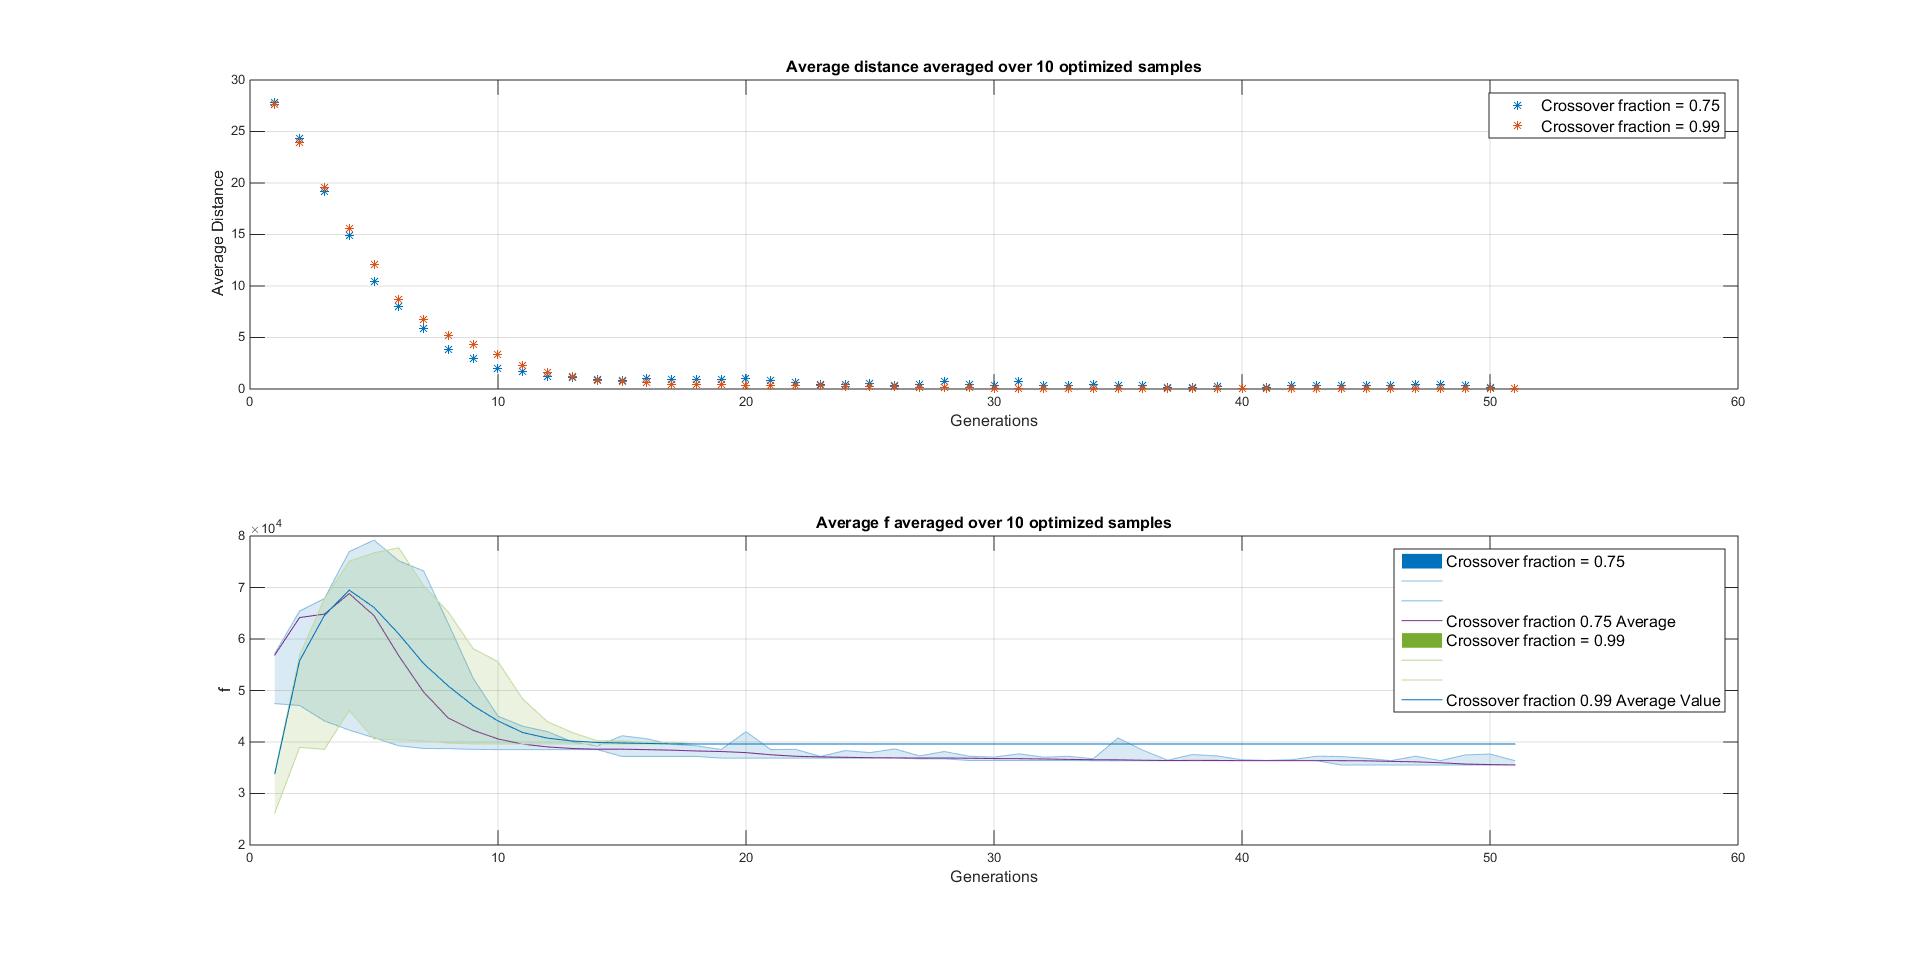 Average distance averaged over 10 optimized samples
30
25
20
15
10
5
0
Average Distance
Crossover fraction = 0.75
Crossover fraction = 0.99
0 10 20 30 40 50 60
Generations
Average f averaged over 10 optimized samples
×10⁴
8
7
6
5
4
3
2
f
Crossover fraction = 0.75
Crossover fraction 0.75 Average
Crossover fraction = 0.99
Crossover fraction 0.99 Average Value
0 10 20 30 40 50 60
Generations